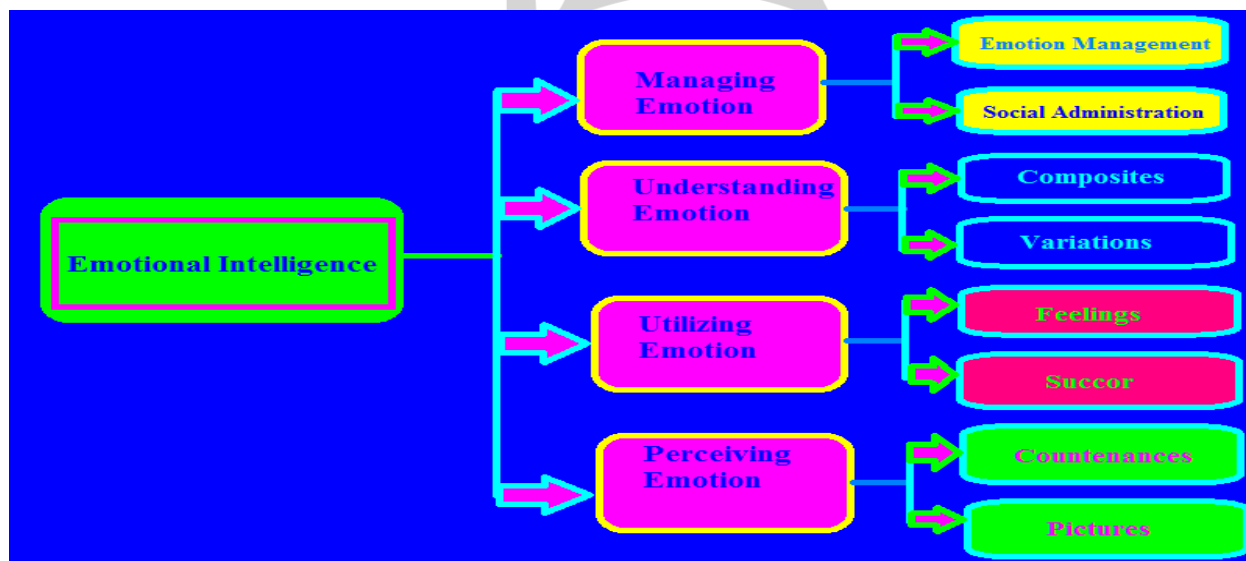 Emotional Intelligence
Managing
Emotion
Emotion Management
Social Administration
Understanding
Emotion
Composites
Variations
Utilizing
Emotion
Feelings
Succor
Perceiving
Emotion
Countenances
Pictures